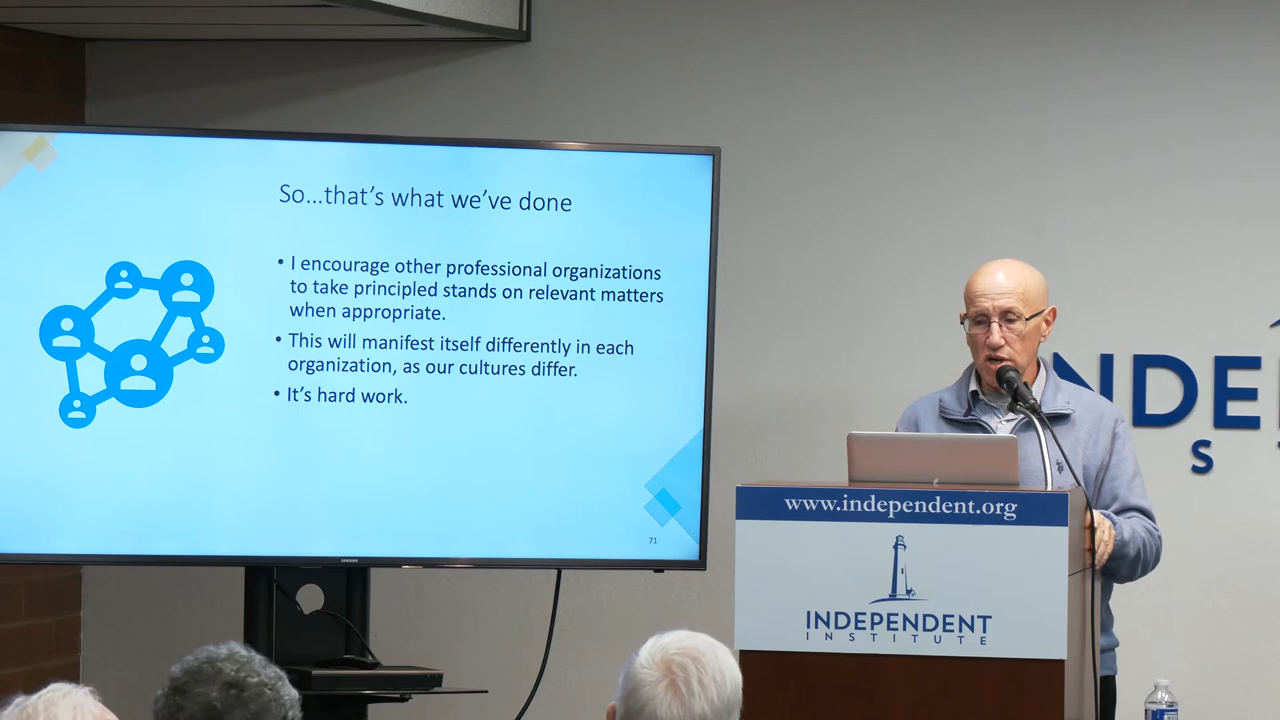 So...that's what we've done
• I encourage other professional organizations
to take principled stands on relevant matters
when appropriate.
• This will manifest itself differently in each
organization, as our cultures differ.
• It's hard work.
71
SAMSUNG
www.independent.org
INDEPENDENT
INSTITUTE
NDE
S